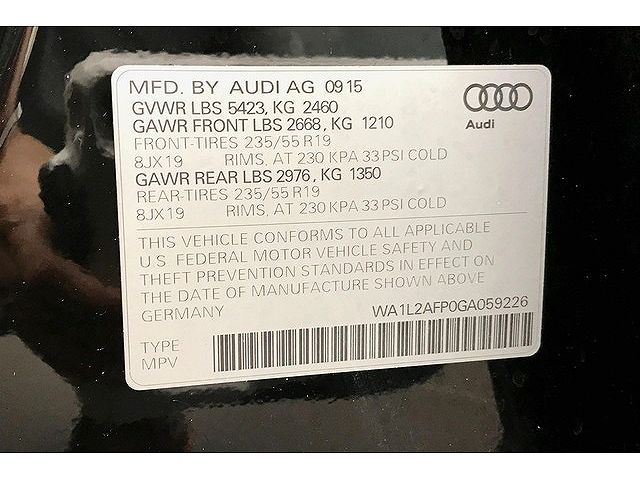 MFD. BY AUDI AG 09 15
GVWR LBS 5423, KG 2460
GAWR FRONT LBS 2668, KG 1210
FRONT-TIRES 235/55 R19
8JX19 RIMS, AT 230 KPA 33 PSI COLD
GAWR REAR LBS 2976, KG 1350
REAR-TIRES 235/55 R19
8JX19 RIMS, AT 230 KPA 33 PSI COLD
Audi
THIS VEHICLE CONFORMS TO ALL APPLICABLE
U.S. FEDERAL MOTOR VEHICLE SAFETY AND
THEFT PREVENTION STANDARDS IN EFFECT ON
THE DATE OF MANUFACTURE SHOWN ABOVE.
GERMANY
WA1L2AFP0GA059226
TYPE
MPV